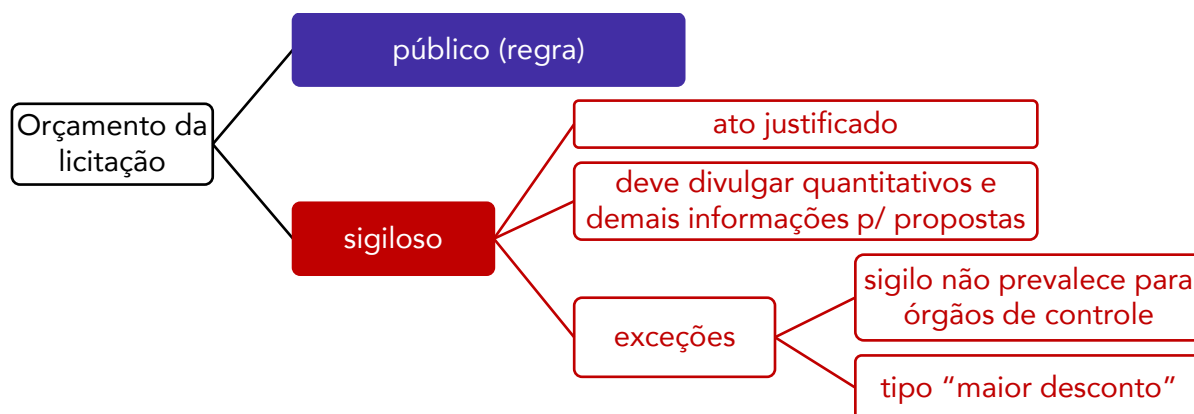 público (regra)
Orçamento da
licitação
sigiloso
ato justificado
deve divulgar quantitativos e
demais informações p/ propostas
exceções
sigilo não prevalece para
órgãos de controle
tipo “maior desconto”